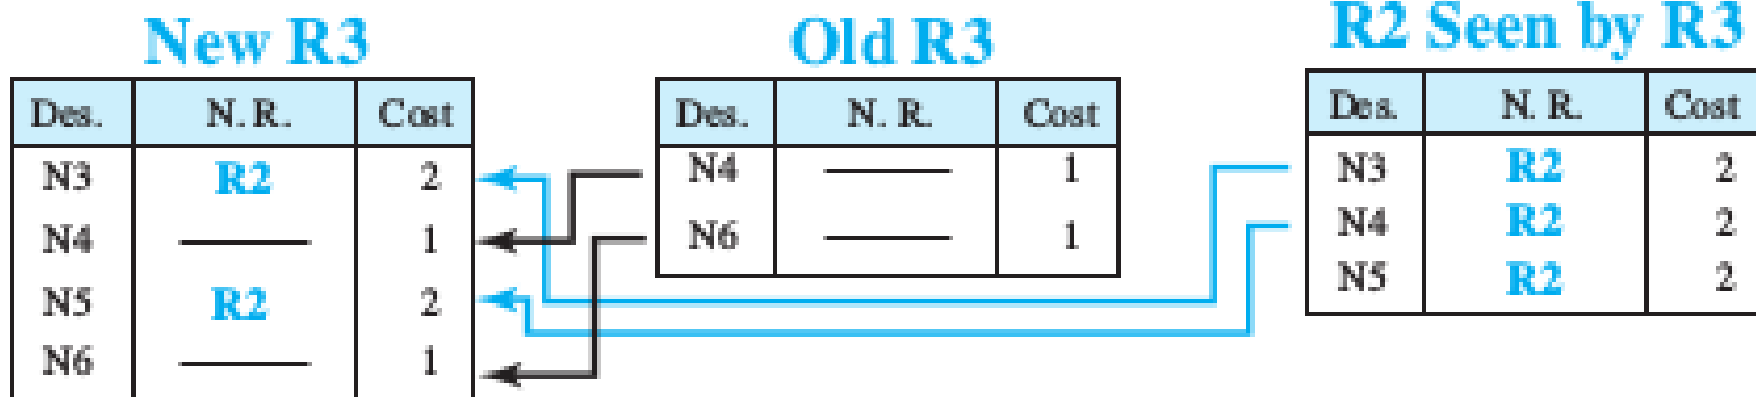 New R3
Des. N. R. Cost
N3 R2 2
N4 —— 1
N5 R2 2
N6 —— 1
Old R3
Des. N. R. Cost
N4 —— 1
N6 —— 1
R2 Seen by R3
Des. N. R. Cost
N3 R2 2
N4 R2 2
N5 R2 2